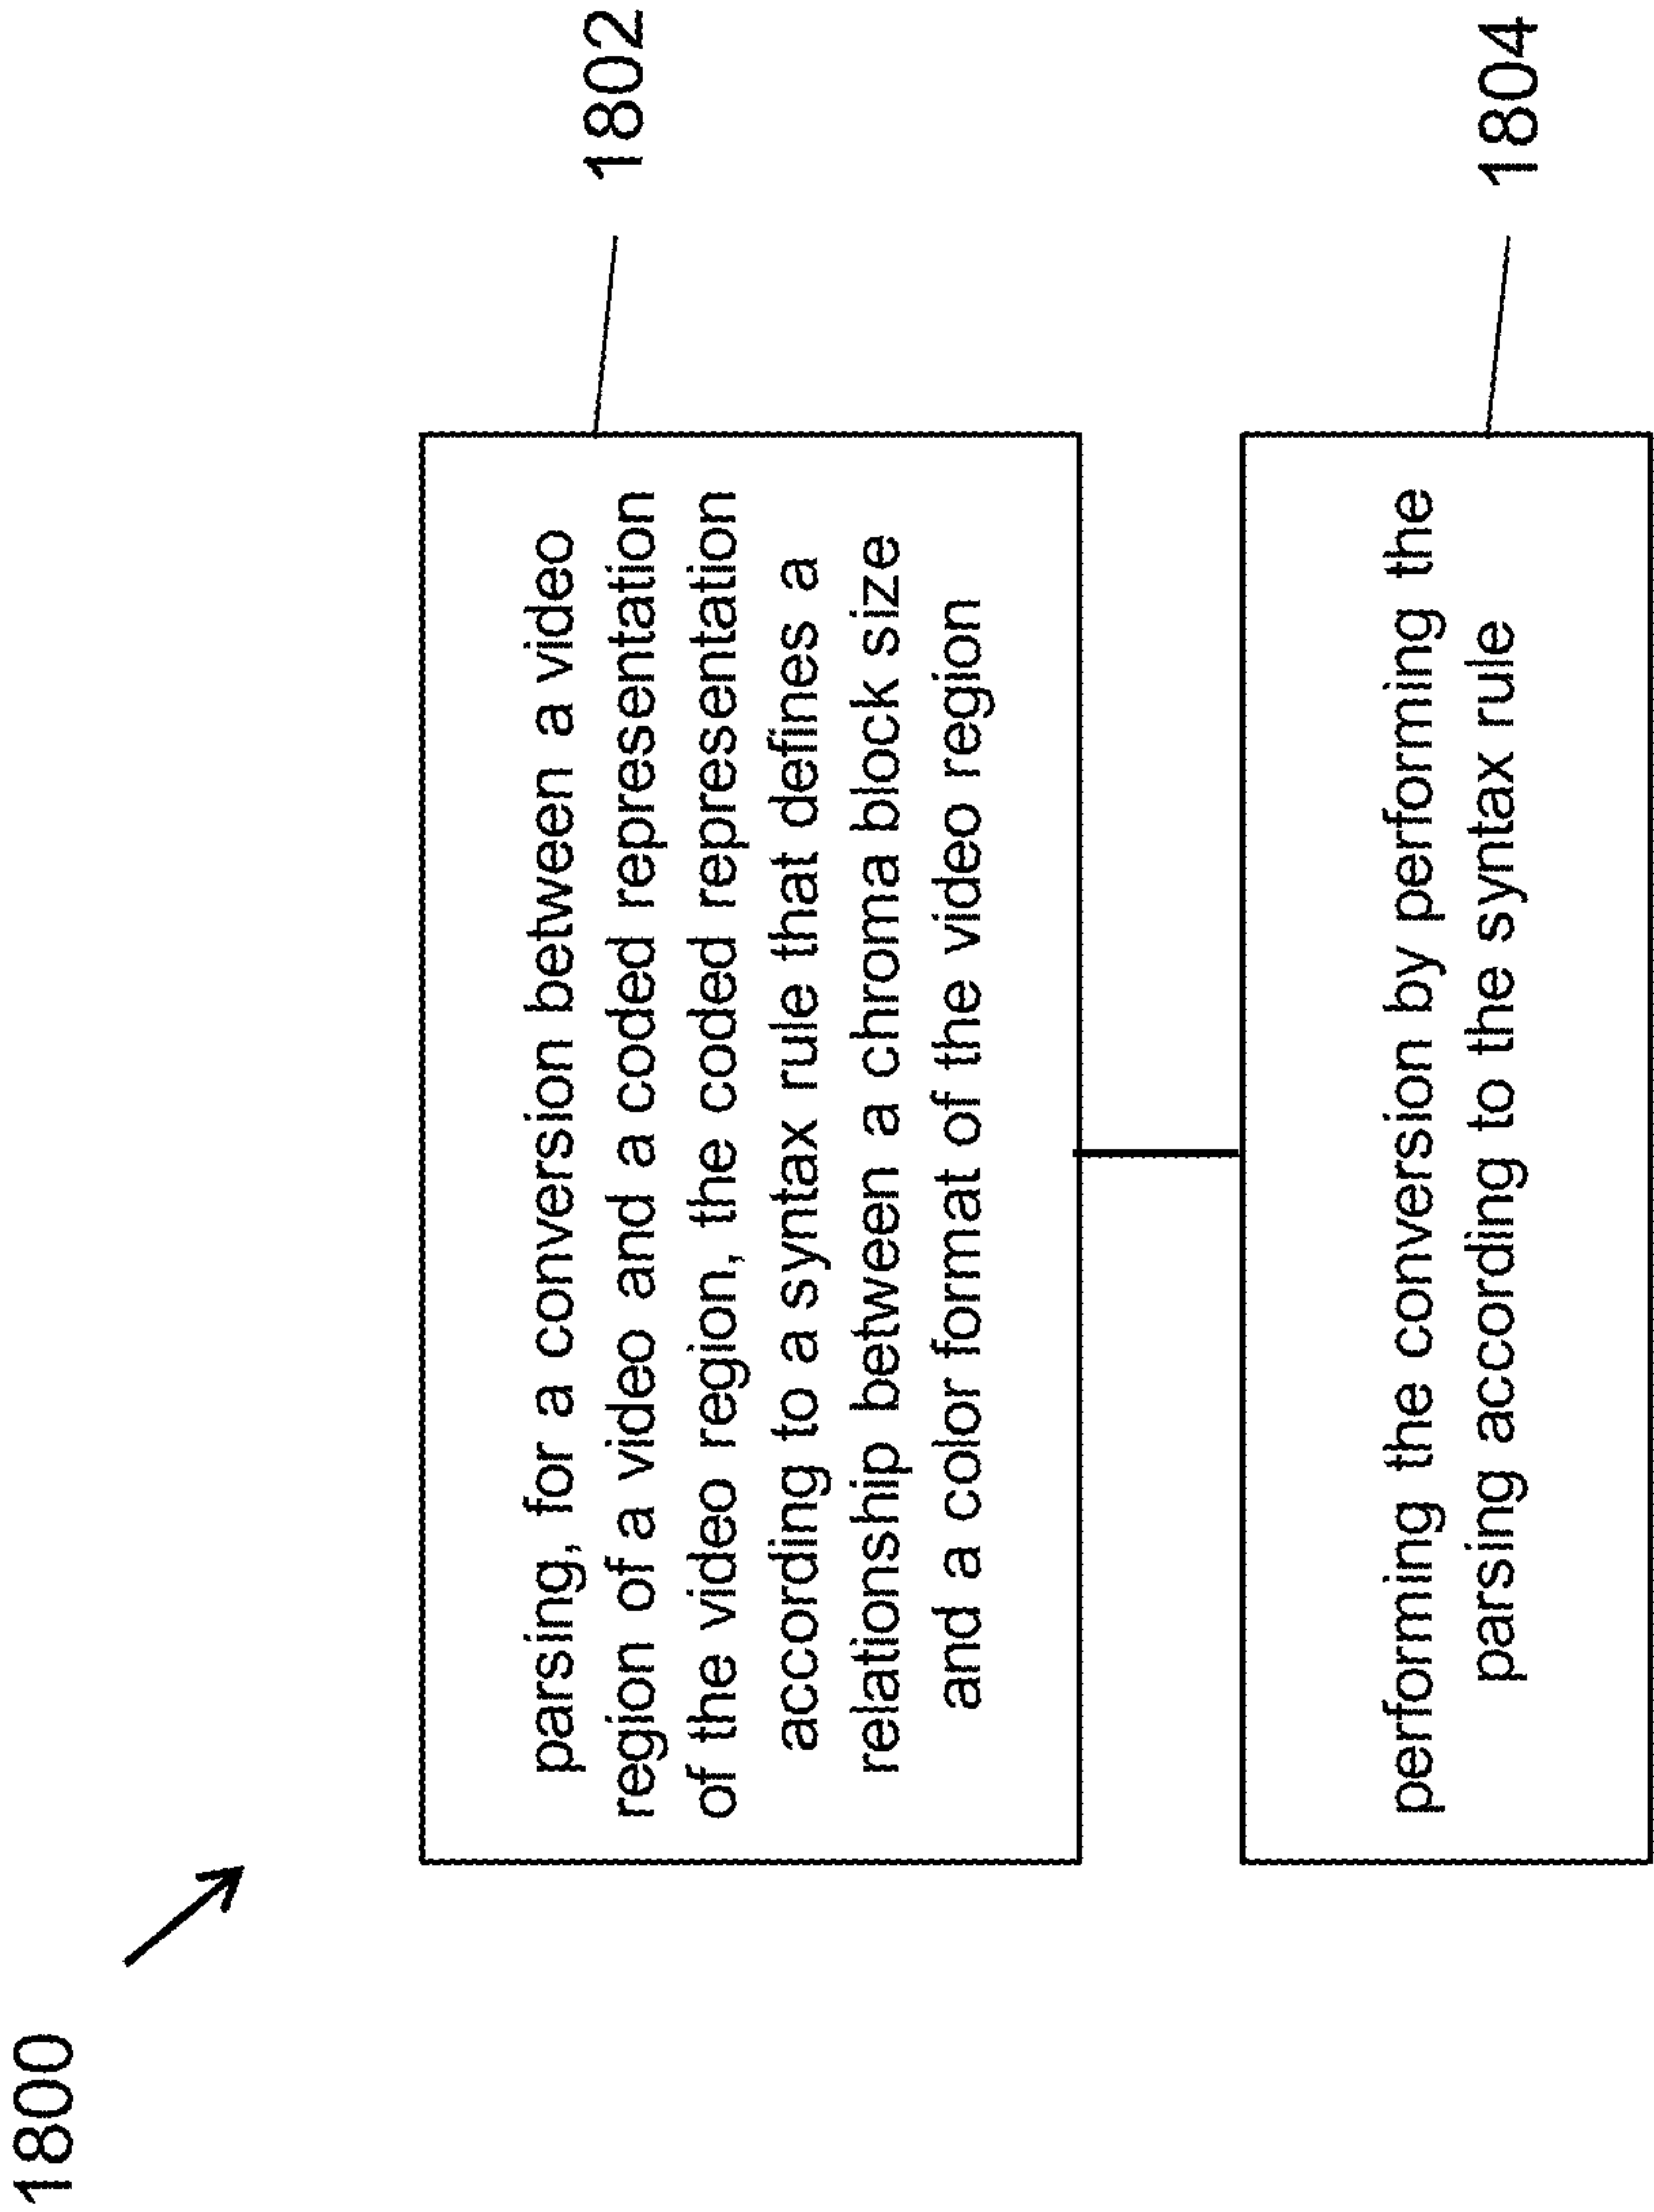 1800
parsing, for a conversion between a video
region of a video and a coded representation
of the video region, the coded representation
according to a syntax rule that defines a
relationship between a chroma block size
and a color format of the video region
1802
performing the conversion by performing the
parsing according to the syntax rule
1804